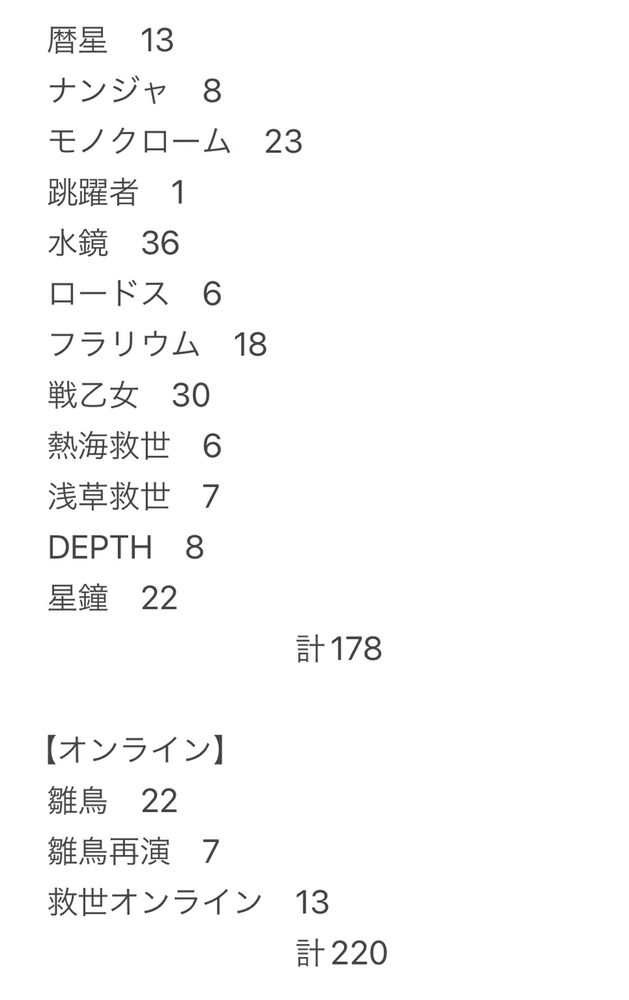 暦星　13
ナンジャ　8
モノクローム　23
跳躍者　1
水鏡　36
ロードス　6
フラリウム　18
戦乙女　30
熱海救世　6
浅草救世　7
DEPTH　8
星鐘　22
計178
【オンライン】
雛鳥　22
雛鳥再演　7
救世オンライン　13
計220